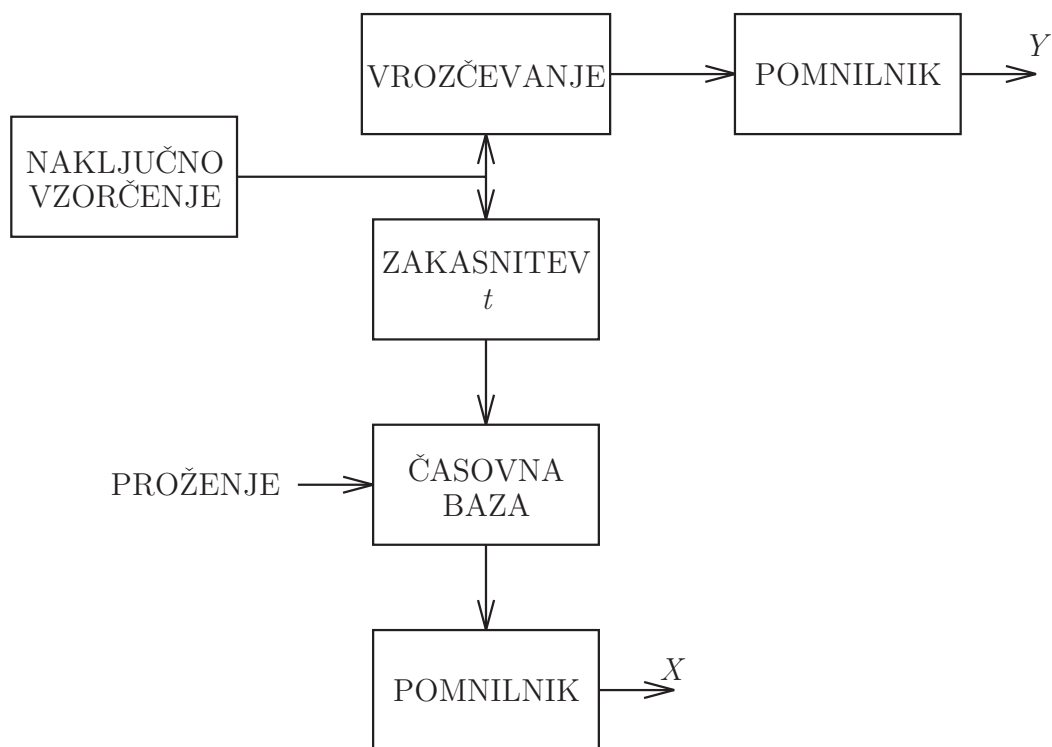 VROZČEVANJE
POMNILNIK
Y
NAKLJUČNO
VZORČENJE
ZAKASNITEV
t
PROŽENJE
ČASOVNA
BAZA
POMNILNIK
X